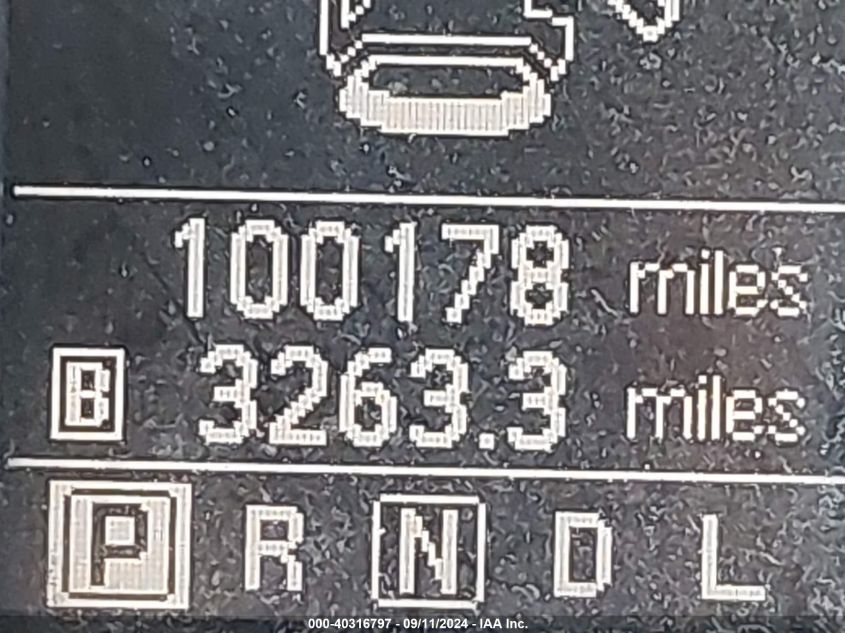 100178 miles
B 3263.3 miles
P R N D L
000-40316797 - 09/11/2024 - IAA Inc.